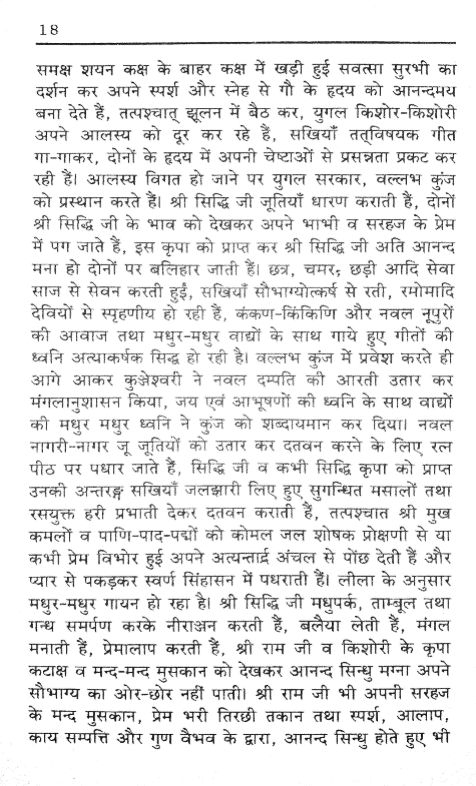 18
समक्ष शयन कक्ष के बाहर कक्ष में खड़ी हुई सवत्सा सुरभी का
दर्शन कर अपने स्पर्श और स्नेह से गौ के हृदय को आनन्दमय
बना देते हैं, तत्पश्चात् झूलन में बैठ कर, युगल किशोर-किशोरी
अपने आलस्य को दूर कर रहे हैं, सखियाँ तत्‌विषयक गीत
गा-गाकर, दोनों के हृदय में अपनी चेष्टाओं से प्रसन्नता प्रकट कर
रही हैं। आलस्य विगत हो जाने पर युगल सरकार, वल्लभ कुंज
को प्रस्थान करते हैं। श्री सिद्धि जी जूतियाँ धारण कराती हैं, दोनों
श्री सिद्धि जी के भाव को देखकर अपने भाभी व सरहज के प्रेम
में पग जाते हैं, इस कृपा को प्राप्त कर श्री सिद्धि जी अति आनन्द
मना हो दोनों पर बलिहार जाती हैं। छत्र, चमर, छड़ी आदि सेवा
साज से सेवन करती हुईं, सखियाँ सौभाग्योत्कर्ष से रती, रमोमादि
देवियों से स्पृहणीय हो रही हैं, कंकण-किंकिणि और नवल नूपुरों
की आवाज तथा मधुर-मधुर वाद्यों के साथ गाये हुए गीतों की
ध्वनि अत्याकर्षक सिद्ध हो रही है। वल्लभ कुंज में प्रवेश करते ही
आगे आकर कुञ्जेश्वरी ने नवल दम्पति की आरती उतार कर
मंगलानुशासन किया, जय एवं आभूषणों की ध्वनि के साथ वाद्यों
की मधुर मधुर ध्वनि ने कुंज को शब्दायमान कर दिया। नवल
नागरी-नागर जू जूतियों को उतार कर दतवन करने के लिए रत्न
पीठ पर पधार जाते हैं, सिद्धि जी व कभी सिद्धि कृपा को प्राप्त
उनकी अन्तरङ्ग सखियाँ जलझारी लिए हुए सुगन्धित मसालों तथा
रसयुक्त हरी प्रभाती देकर दतवन कराती हैं, तत्पश्चात श्री मुख
कमलों व पाणि-पाद-पद्मों को कोमल जल शोषक प्रोक्षणी से या
कभी प्रेम विभोर हुई अपने अत्यन्तार्द्र अंचल से पोंछ देती हैं और
प्यार से पकड़कर स्वर्ण सिंहासन में पधराती हैं। लीला के अनुसार
मधुर-मधुर गायन हो रहा है। श्री सिद्धि जी मधुपर्क, ताम्बूल तथा
गन्ध समर्पण करके नीराञ्जन करती हैं, बलैया लेती हैं, मंगल
मनाती हैं, प्रेमालाप करती हैं, श्री राम जी व किशोरी के कृपा
कटाक्ष व मन्द-मन्द मुसकान को देखकर आनन्द सिन्धु मग्ना अपने
सौभाग्य का ओर-छोर नहीं पाती। श्री राम जी भी अपनी सरहज
के मन्द मुसकान, प्रेम भरी तिरछी तकान तथा स्पर्श, आलाप,
काय सम्पत्ति और गुण वैभव के द्वारा, आनन्द सिन्धु होते हुए भी